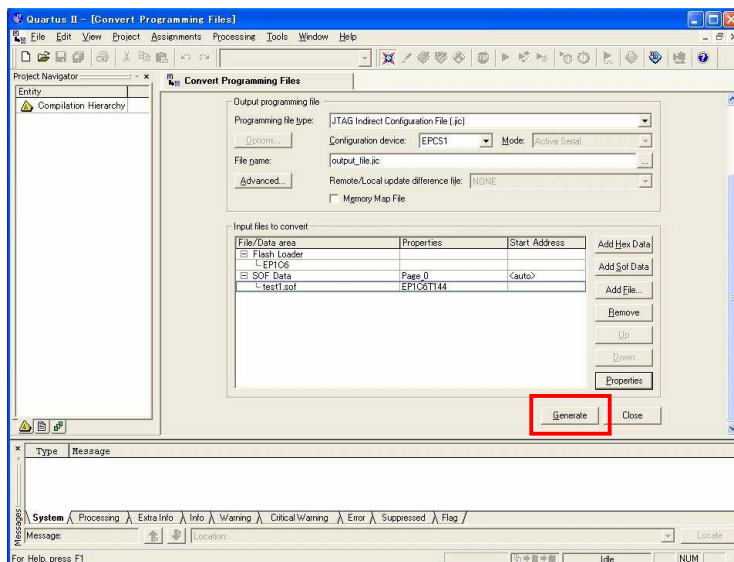 Quartus II - [Convert Programming Files]
File Edit View Project Assignments Processing Tools Window Help
Project Navigator
Convert Programming Files
Entity
Compilation Hierarchy
Output programming file
Programming file type: JTAG Indirect Configuration File (.jic)
Options... Configuration device: EPCS1 Mode: Active Serial
File name: output_file.jic ...
Advanced... Remote/Local update difference file: NONE
Memory Map File
Input files to convert
File/Data area Properties Start Address
Flash Loader
EP1C6
SOF Data Page_0 <auto>
test1.sof EP1C6T144
Add Hex Data
Add Sof Data
Add File...
Remove
Up
Down
Properties
Generate Close
Type Message
System Processing Extra Info Info Warning Critical Warning Error Suppressed Flag
Messages
Message: Location: Locate
For Help, press F1 Idle NUM